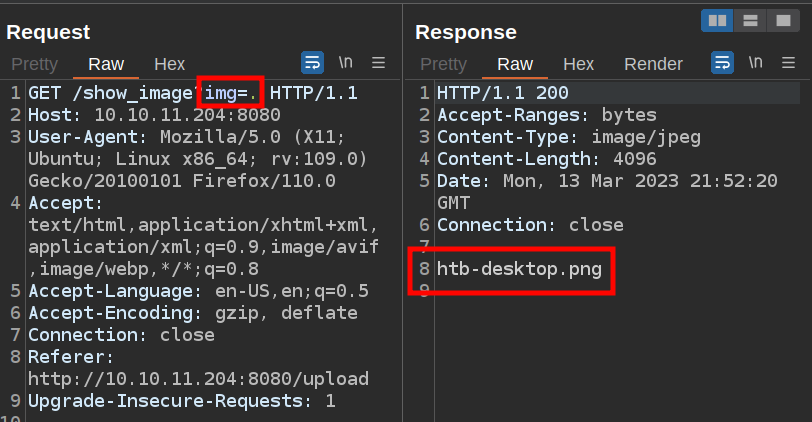 Request
Pretty Raw Hex \n
1 GET /show_image?img=. HTTP/1.1
2 Host: 10.10.11.204:8080
3 User-Agent: Mozilla/5.0 (X11;
Ubuntu; Linux x86_64; rv:109.0)
Gecko/20100101 Firefox/110.0
4 Accept:
text/html,application/xhtml+xml,
application/xml;q=0.9,image/avif
,image/webp,*/*;q=0.8
5 Accept-Language: en-US,en;q=0.5
6 Accept-Encoding: gzip, deflate
7 Connection: close
8 Referer:
http://10.10.11.204:8080/upload
9 Upgrade-Insecure-Requests: 1
10
Response
Pretty Raw Hex Render \n
1 HTTP/1.1 200
2 Accept-Ranges: bytes
3 Content-Type: image/jpeg
4 Content-Length: 4096
5 Date: Mon, 13 Mar 2023 21:52:20
GMT
6 Connection: close
7
8 htb-desktop.png
9